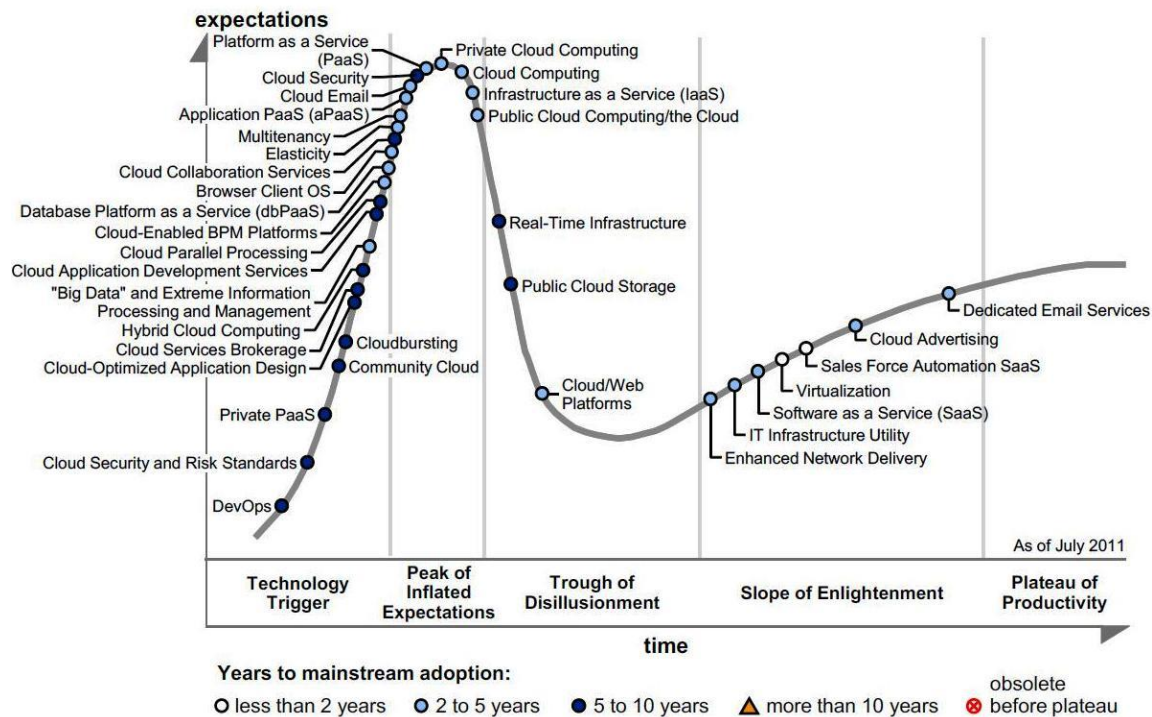 expectations
Platform as a Service
(PaaS)
Cloud Security
Cloud Email
Application PaaS (aPaaS)
Multitenancy
Elasticity
Cloud Collaboration Services
Browser Client OS
Database Platform as a Service (dbPaaS)
Cloud-Enabled BPM Platforms
Cloud Parallel Processing
Cloud Application Development Services
"Big Data" and Extreme Information
Processing and Management
Hybrid Cloud Computing
Cloud Services Brokerage
Cloud-Optimized Application Design
Cloudbursting
Community Cloud
Private PaaS
Cloud Security and Risk Standards
DevOps
Private Cloud Computing
Cloud Computing
Infrastructure as a Service (IaaS)
Public Cloud Computing/the Cloud
Real-Time Infrastructure
Public Cloud Storage
Cloud/Web
Platforms
Dedicated Email Services
Cloud Advertising
Sales Force Automation SaaS
Virtualization
Software as a Service (SaaS)
IT Infrastructure Utility
Enhanced Network Delivery
As of July 2011
Technology
Trigger
Peak of
Inflated
Expectations
Trough of
Disillusionment
Slope of Enlightenment
Plateau of
Productivity
time
Years to mainstream adoption:
less than 2 years
2 to 5 years
5 to 10 years
more than 10 years
obsolete
before plateau